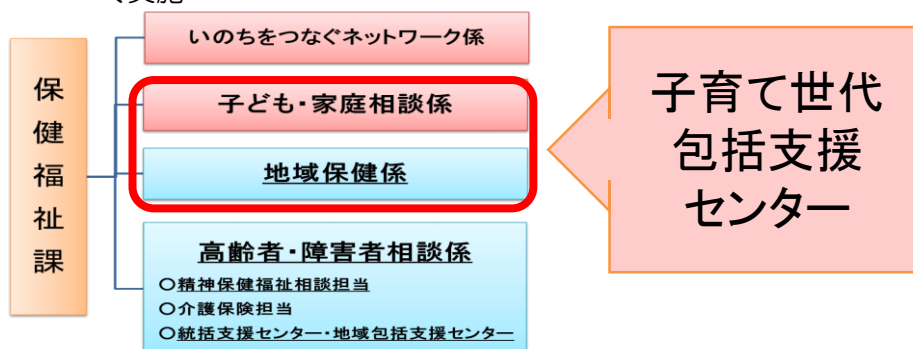 いのちをつなぐネットワーク係
保健福祉課
子ども・家庭相談係
地域保健係
高齢者・障害者相談係
〇精神保健福祉相談担当
〇介護保険担当
〇統括支援センター・地域包括支援センター
子育て世代
包括支援
センター